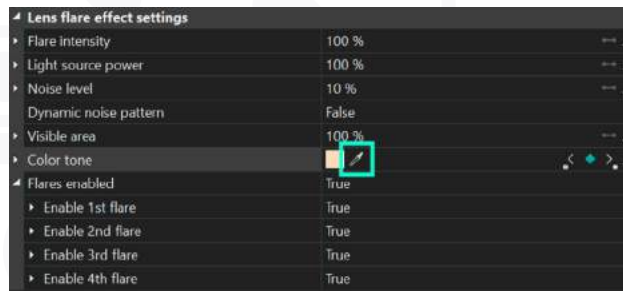 Lens flare effect settings
Flare intensity 100 %
Light source power 100 %
Noise level 10 %
Dynamic noise pattern False
Visible area 100 %
Color tone
Flares enabled True
Enable 1st flare True
Enable 2nd flare True
Enable 3rd flare True
Enable 4th flare True